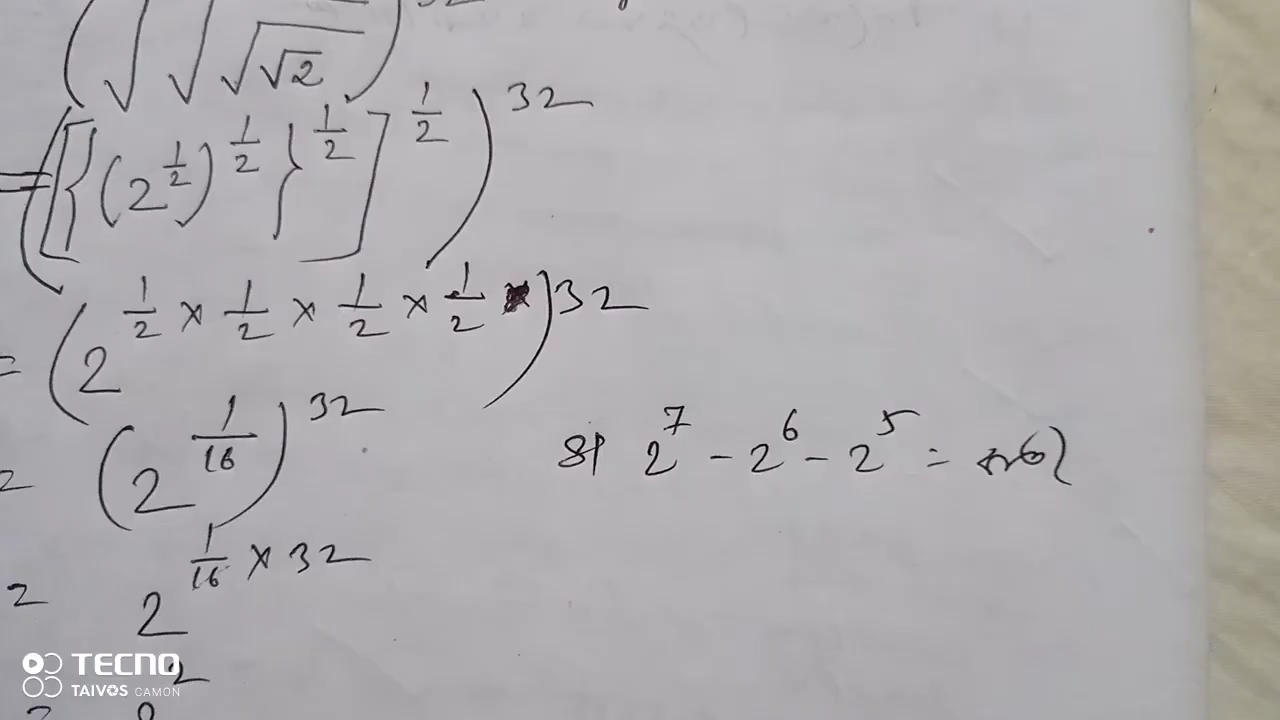 (√√√√2)
= ([{(2^1/2)^1/2}^1/2]^1/2)^32
= (2^1/2 × 1/2 × 1/2 × 1/2)^32
(2^1/16)^32
2^1/16 × 32
2
8| 2^7 - 2^6 - 2^5 =
TECNO
TAIVOS CAMON